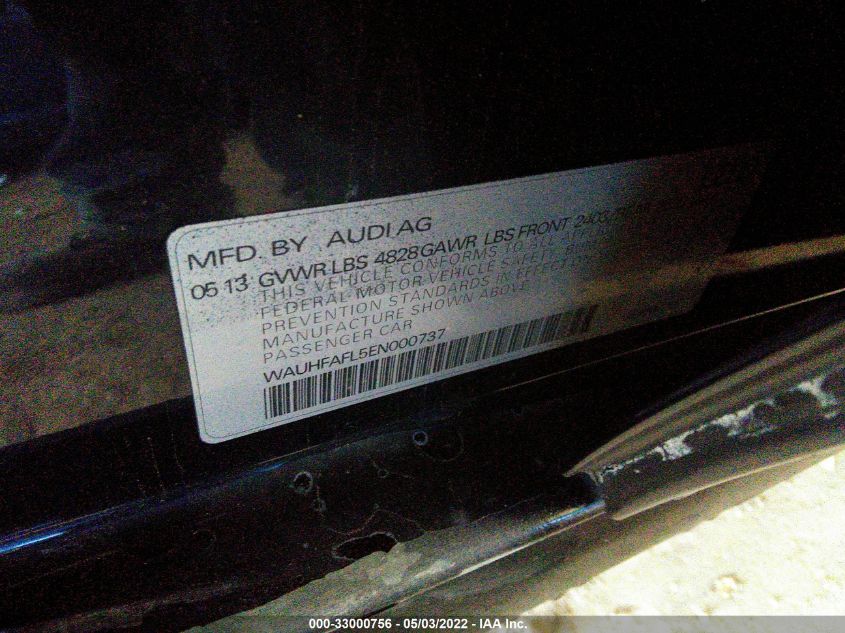 MFD. BY AUDI AG
05 13 GVWR LBS 4828 GAWR LBS FRONT 2403
THIS VEHICLE CONFORMS TO ALL
FEDERAL MOTOR VEHICLE SAFETY
PREVENTION STANDARDS IN EFFECT
MANUFACTURE SHOWN ABOVE
PASSENGER CAR
WAUHFAFL5EN000737
000-33000756 - 05/03/2022 - IAA Inc.